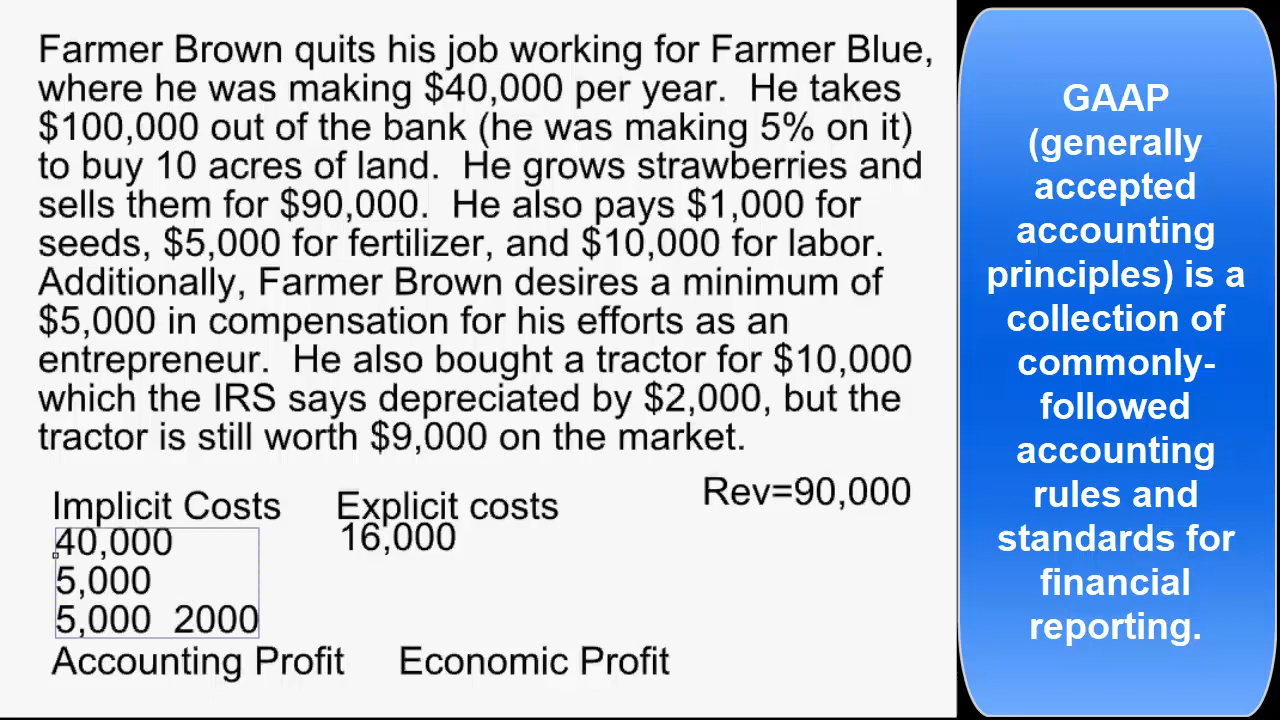 Farmer Brown quits his job working for Farmer Blue,
where he was making $40,000 per year.  He takes
$100,000 out of the bank (he was making 5% on it)
to buy 10 acres of land.  He grows strawberries and
sells them for $90,000.  He also pays $1,000 for
seeds, $5,000 for fertilizer, and $10,000 for labor.
Additionally, Farmer Brown desires a minimum of
$5,000 in compensation for his efforts as an
entrepreneur.  He also bought a tractor for $10,000
which the IRS says depreciated by $2,000, but the
tractor is still worth $9,000 on the market.
Implicit Costs Explicit costs Rev=90,000
40,000 16,000
5,000
5,000  2000
Accounting Profit Economic Profit
GAAP
(generally
accepted
accounting
principles) is a
collection of
commonly-
followed
accounting
rules and
standards for
financial
reporting.